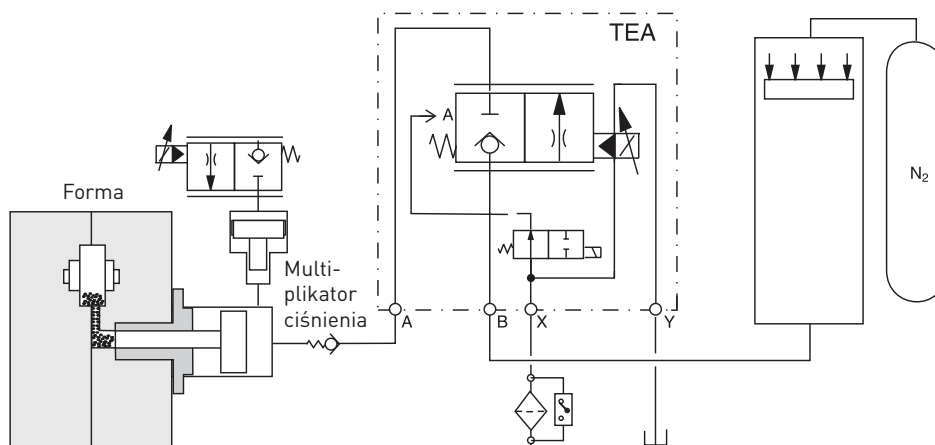 TEA
A
N₂
Forma
Multi-
plikator
ciśnienia
A
B
X
Y